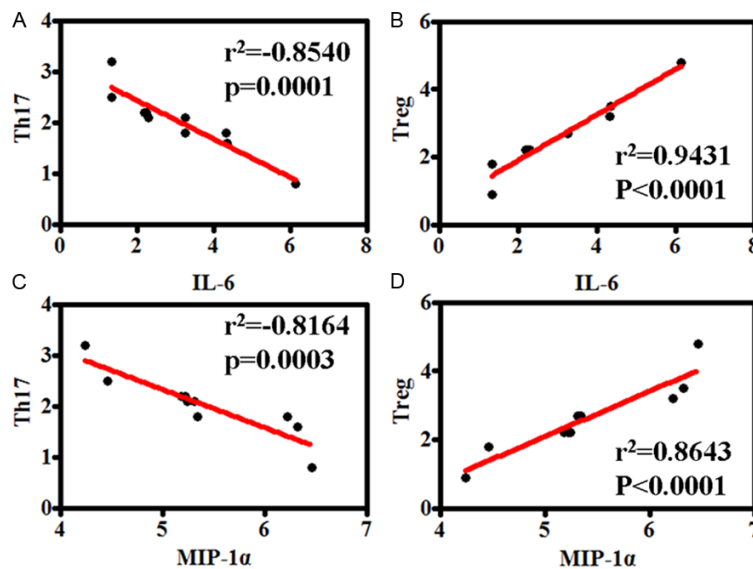 A
4
3
2
1
0
Th17
r²=-0.8540
p=0.0001
0 2 4 6 8
IL-6
B
6
4
2
0
Treg
r²=0.9431
P<0.0001
0 2 4 6 8
IL-6
C
4
3
2
1
0
Th17
r²=-0.8164
p=0.0003
4 5 6 7
MIP-1α
D
6
4
2
0
Treg
r²=0.8643
P<0.0001
4 5 6 7
MIP-1α